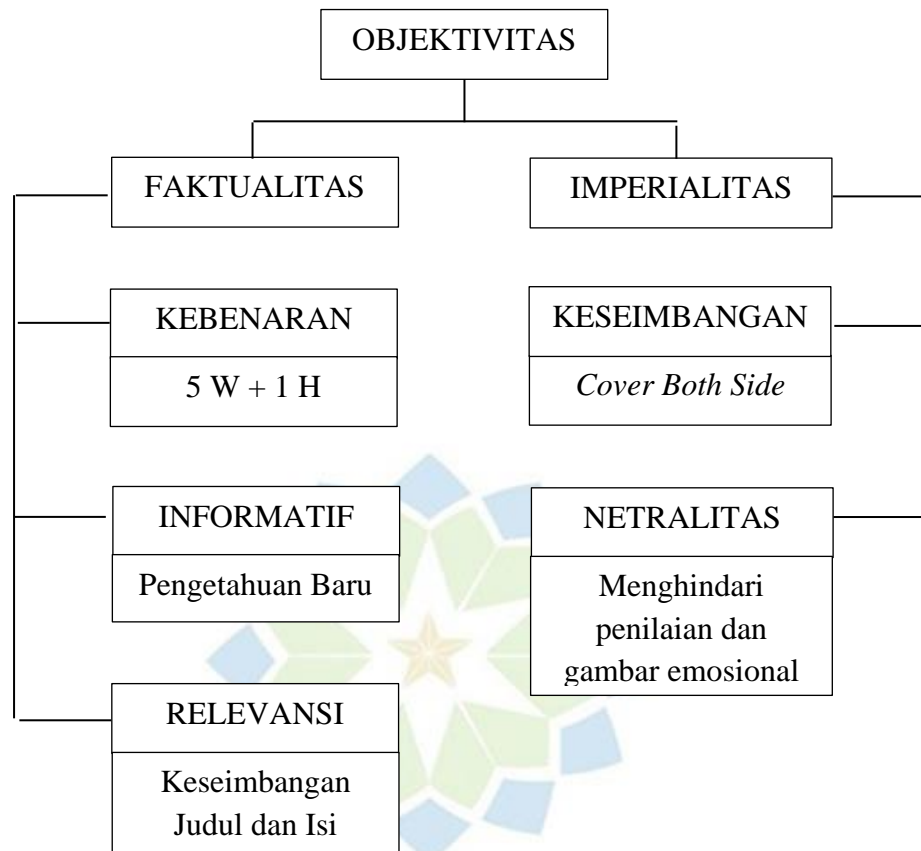 OBJEKTIVITAS
FAKTUALITAS
IMPERIALITAS
KEBENARAN
5 W + 1 H
KESEIMBANGAN
Cover Both Side
INFORMATIF
Pengetahuan Baru
NETRALITAS
Menghindari
penilaian dan
gambar emosional
RELEVANSI
Keseimbangan
Judul dan Isi